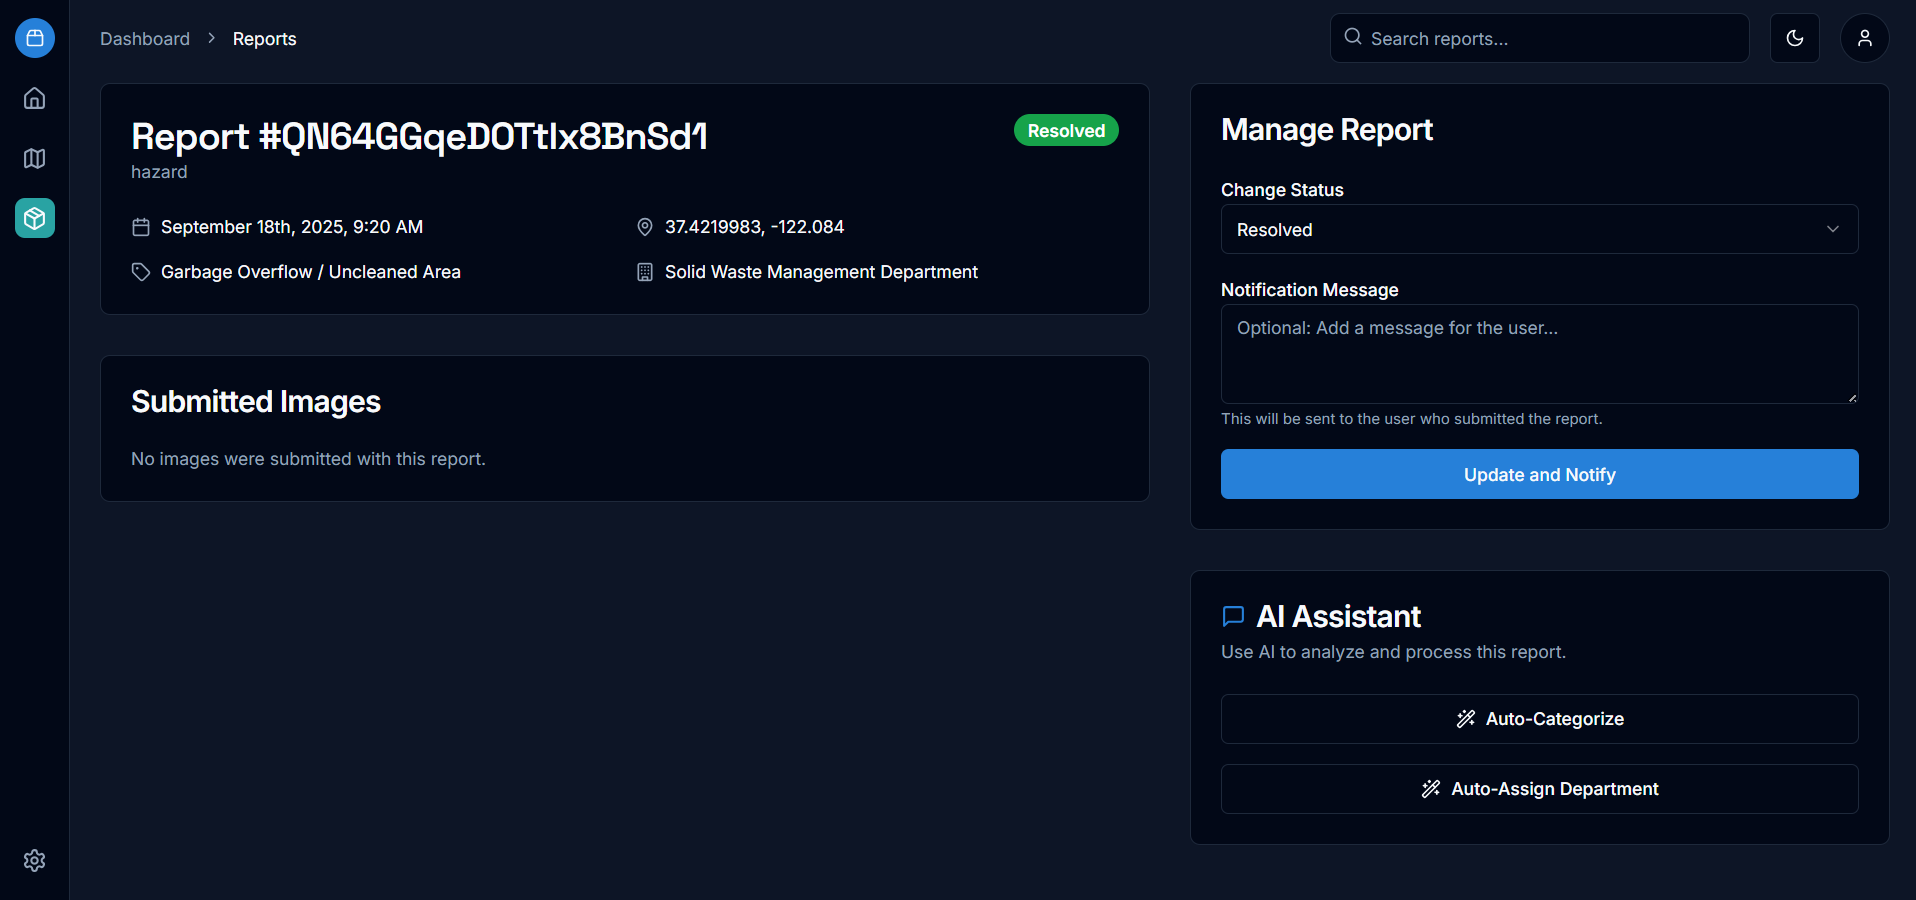 Dashboard > Reports
Search reports...
Report #QN64GGqeDOTtIx8BnSd1
Resolved
hazard
September 18th, 2025, 9:20 AM
37.4219983, -122.084
Garbage Overflow / Uncleaned Area
Solid Waste Management Department
Submitted Images
No images were submitted with this report.
Manage Report
Change Status
Resolved
Notification Message
Optional: Add a message for the user...
This will be sent to the user who submitted the report.
Update and Notify
AI Assistant
Use AI to analyze and process this report.
Auto-Categorize
Auto-Assign Department